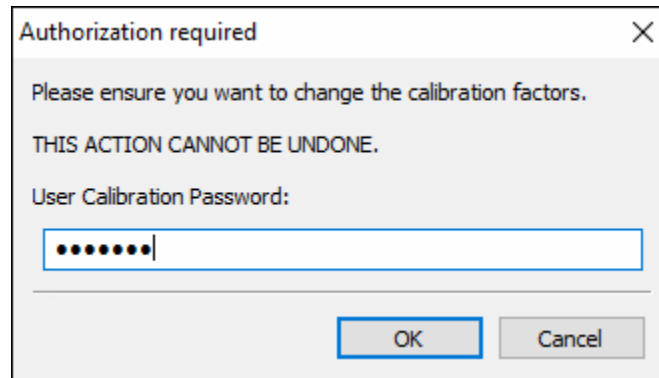 Authorization required
Please ensure you want to change the calibration factors.
THIS ACTION CANNOT BE UNDONE.
User Calibration Password:
•••••••
OK Cancel